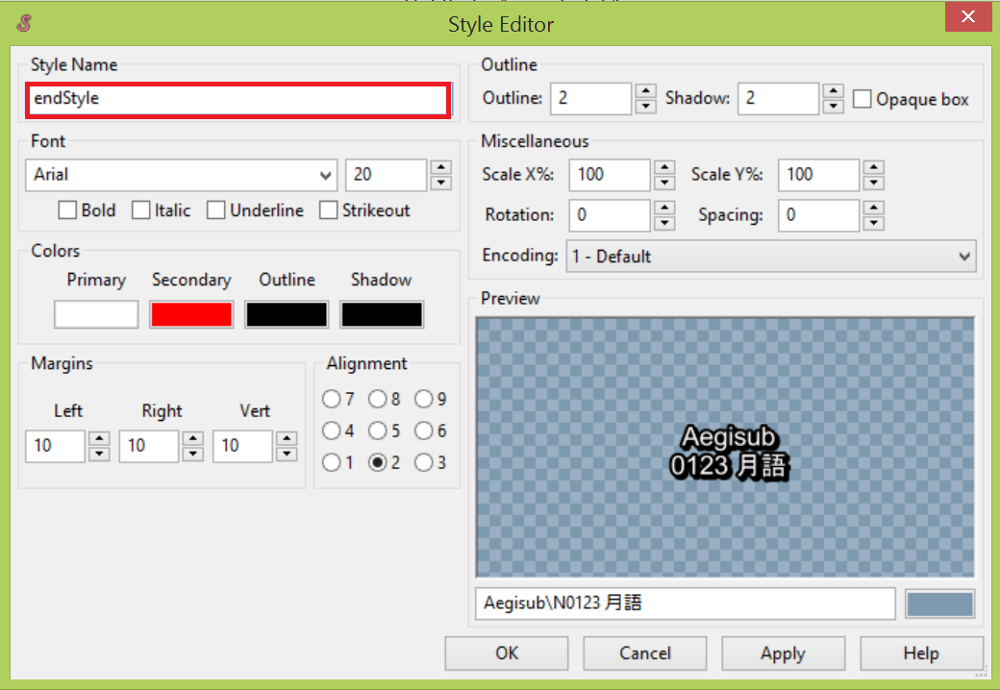 Style Editor
Style Name
endStyle
Font
Arial
20
Bold Italic Underline Strikeout
Colors
Primary Secondary Outline Shadow
Margins
Left Right Vert
10 10 10
Alignment
7 8 9
4 5 6
1 2 3
Outline
Outline: 2 Shadow: 2 Opaque box
Miscellaneous
Scale X%: 100 Scale Y%: 100
Rotation: 0 Spacing: 0
Encoding: 1 - Default
Preview
Aegisub
0123 月語
Aegisub\N0123 月語
OK Cancel Apply Help